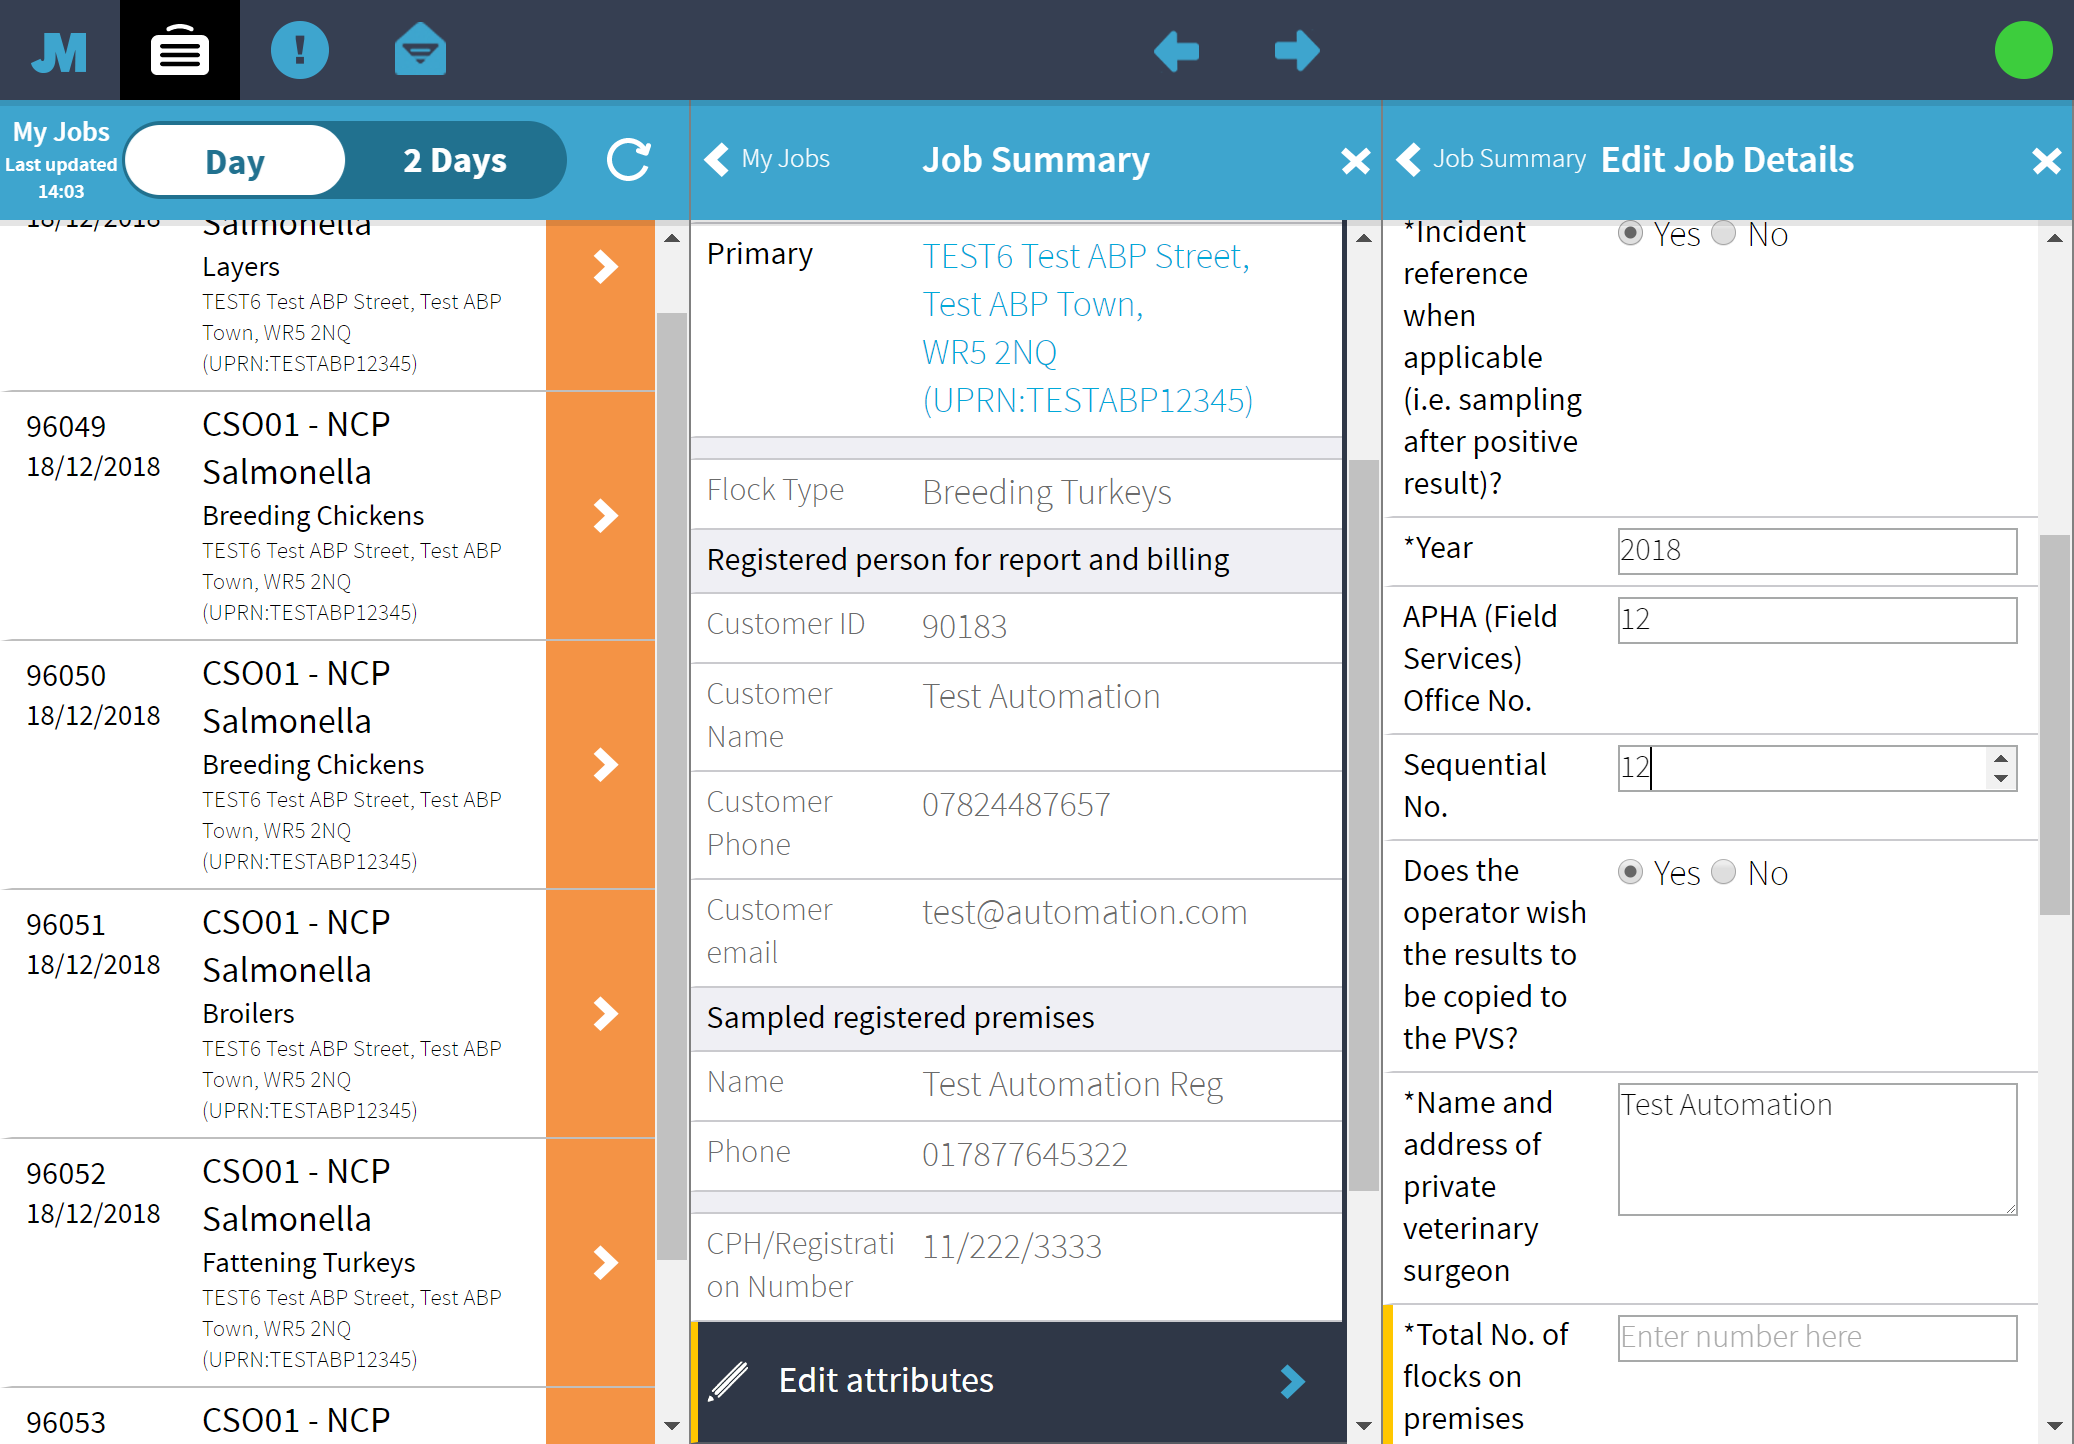 JM
My Jobs
Last updated
14:03
Day
2 Days
My Jobs
Job Summary
Job Summary
Edit Job Details
18/12/2018
Salmonella
Layers
TEST6 Test ABP Street, Test ABP
Town, WR5 2NQ
(UPRN:TESTABP12345)
96049
18/12/2018
CSO01 - NCP
Salmonella
Breeding Chickens
TEST6 Test ABP Street, Test ABP
Town, WR5 2NQ
(UPRN:TESTABP12345)
96050
18/12/2018
CSO01 - NCP
Salmonella
Breeding Chickens
TEST6 Test ABP Street, Test ABP
Town, WR5 2NQ
(UPRN:TESTABP12345)
96051
18/12/2018
CSO01 - NCP
Salmonella
Broilers
TEST6 Test ABP Street, Test ABP
Town, WR5 2NQ
(UPRN:TESTABP12345)
96052
18/12/2018
CSO01 - NCP
Salmonella
Fattening Turkeys
TEST6 Test ABP Street, Test ABP
Town, WR5 2NQ
(UPRN:TESTABP12345)
96053
CSO01 - NCP
Primary
TEST6 Test ABP Street,
Test ABP Town,
WR5 2NQ
(UPRN:TESTABP12345)
Flock Type
Breeding Turkeys
Registered person for report and billing
Customer ID
90183
Customer
Name
Test Automation
Customer
Phone
07824487657
Customer
email
test@automation.com
Sampled registered premises
Name
Test Automation Reg
Phone
017877645322
CPH/Registrati
on Number
11/222/3333
Edit attributes
*Incident
reference
when
applicable
(i.e. sampling
after positive
result)?
Yes No
*Year
2018
APHA (Field
Services)
Office No.
12
Sequential
No.
12
Does the
operator wish
the results to
be copied to
the PVS?
Yes No
*Name and
address of
private
veterinary
surgeon
Test Automation
*Total No. of
flocks on
premises
Enter number here